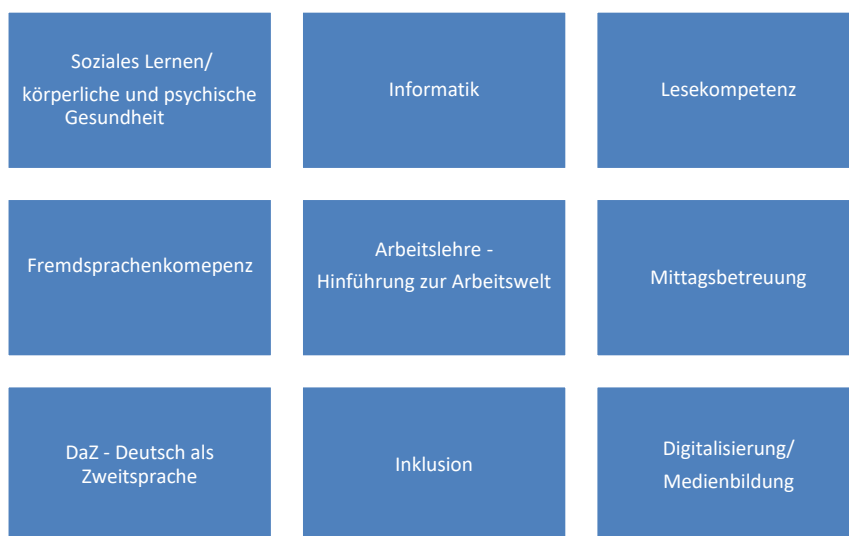 Soziales Lernen/
körperliche und psychische
Gesundheit
Informatik
Lesekompetenz
Fremdsprachenkomepenz
Arbeitslehre -
Hinführung zur Arbeitswelt
Mittagsbetreuung
DaZ - Deutsch als
Zweitsprache
Inklusion
Digitalisierung/
Medienbildung